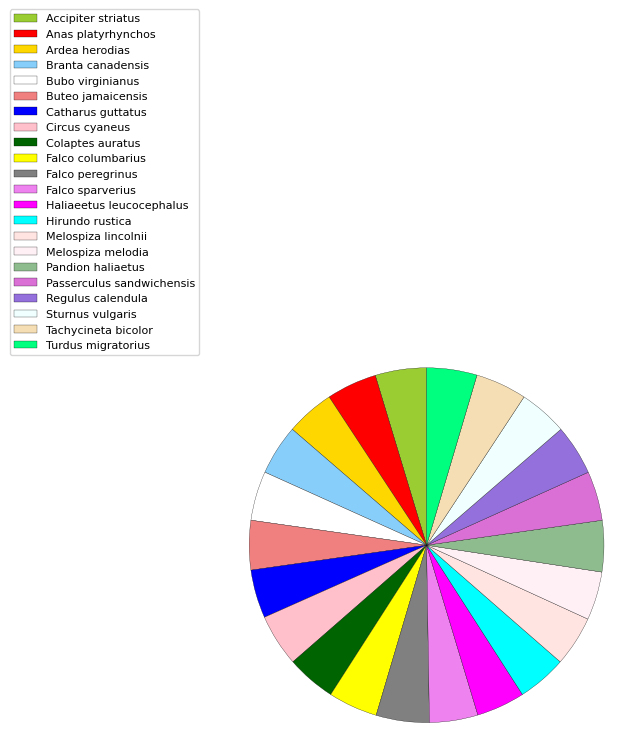 Accipiter striatus
Anas platyrhynchos
Ardea herodias
Branta canadensis
Bubo virginianus
Buteo jamaicensis
Catharus guttatus
Circus cyaneus
Colaptes auratus
Falco columbarius
Falco peregrinus
Falco sparverius
Haliaeetus leucocephalus
Hirundo rustica
Melospiza lincolnii
Melospiza melodia
Pandion haliaetus
Passerculus sandwichensis
Regulus calendula
Sturnus vulgaris
Tachycineta bicolor
Turdus migratorius